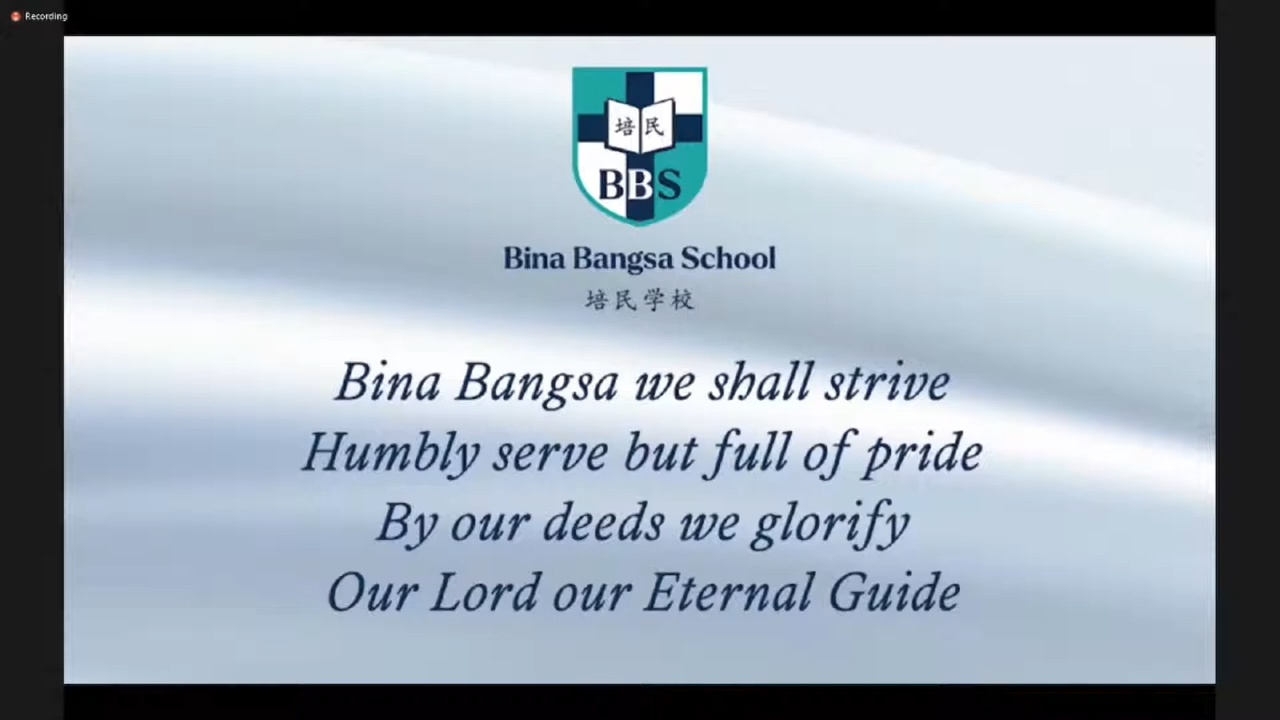 Recording
培民
BBS
Bina Bangsa School
培民学校
Bina Bangsa we shall strive
Humbly serve but full of pride
By our deeds we glorify
Our Lord our Eternal Guide